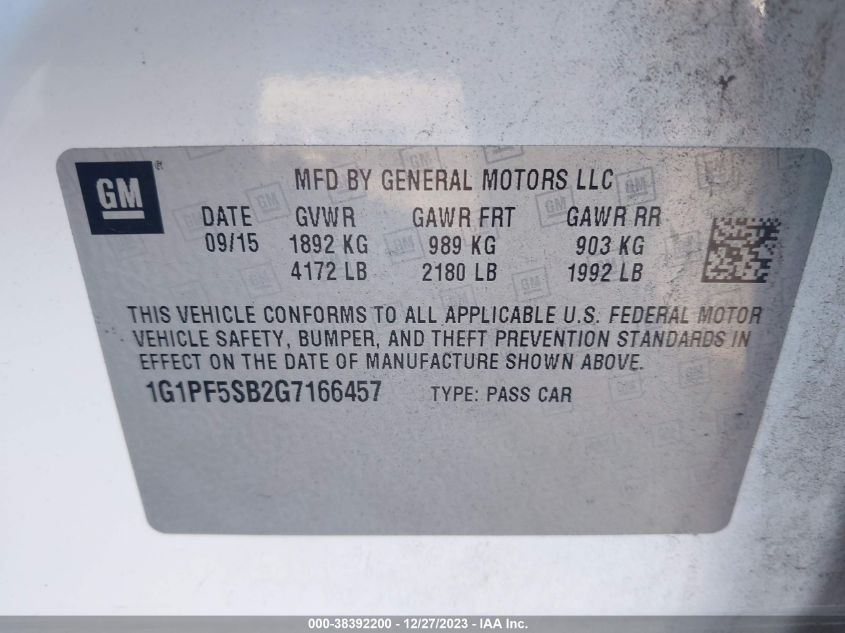 GM ®
MFD BY GENERAL MOTORS LLC
DATE GVWR GAWR FRT GAWR RR
09/15 1892 KG 989 KG 903 KG
4172 LB 2180 LB 1992 LB
THIS VEHICLE CONFORMS TO ALL APPLICABLE U.S. FEDERAL MOTOR
VEHICLE SAFETY, BUMPER, AND THEFT PREVENTION STANDARDS IN
EFFECT ON THE DATE OF MANUFACTURE SHOWN ABOVE.
1G1PF5SB2G7166457 TYPE: PASS CAR
000-38392200 - 12/27/2023 - IAA Inc.